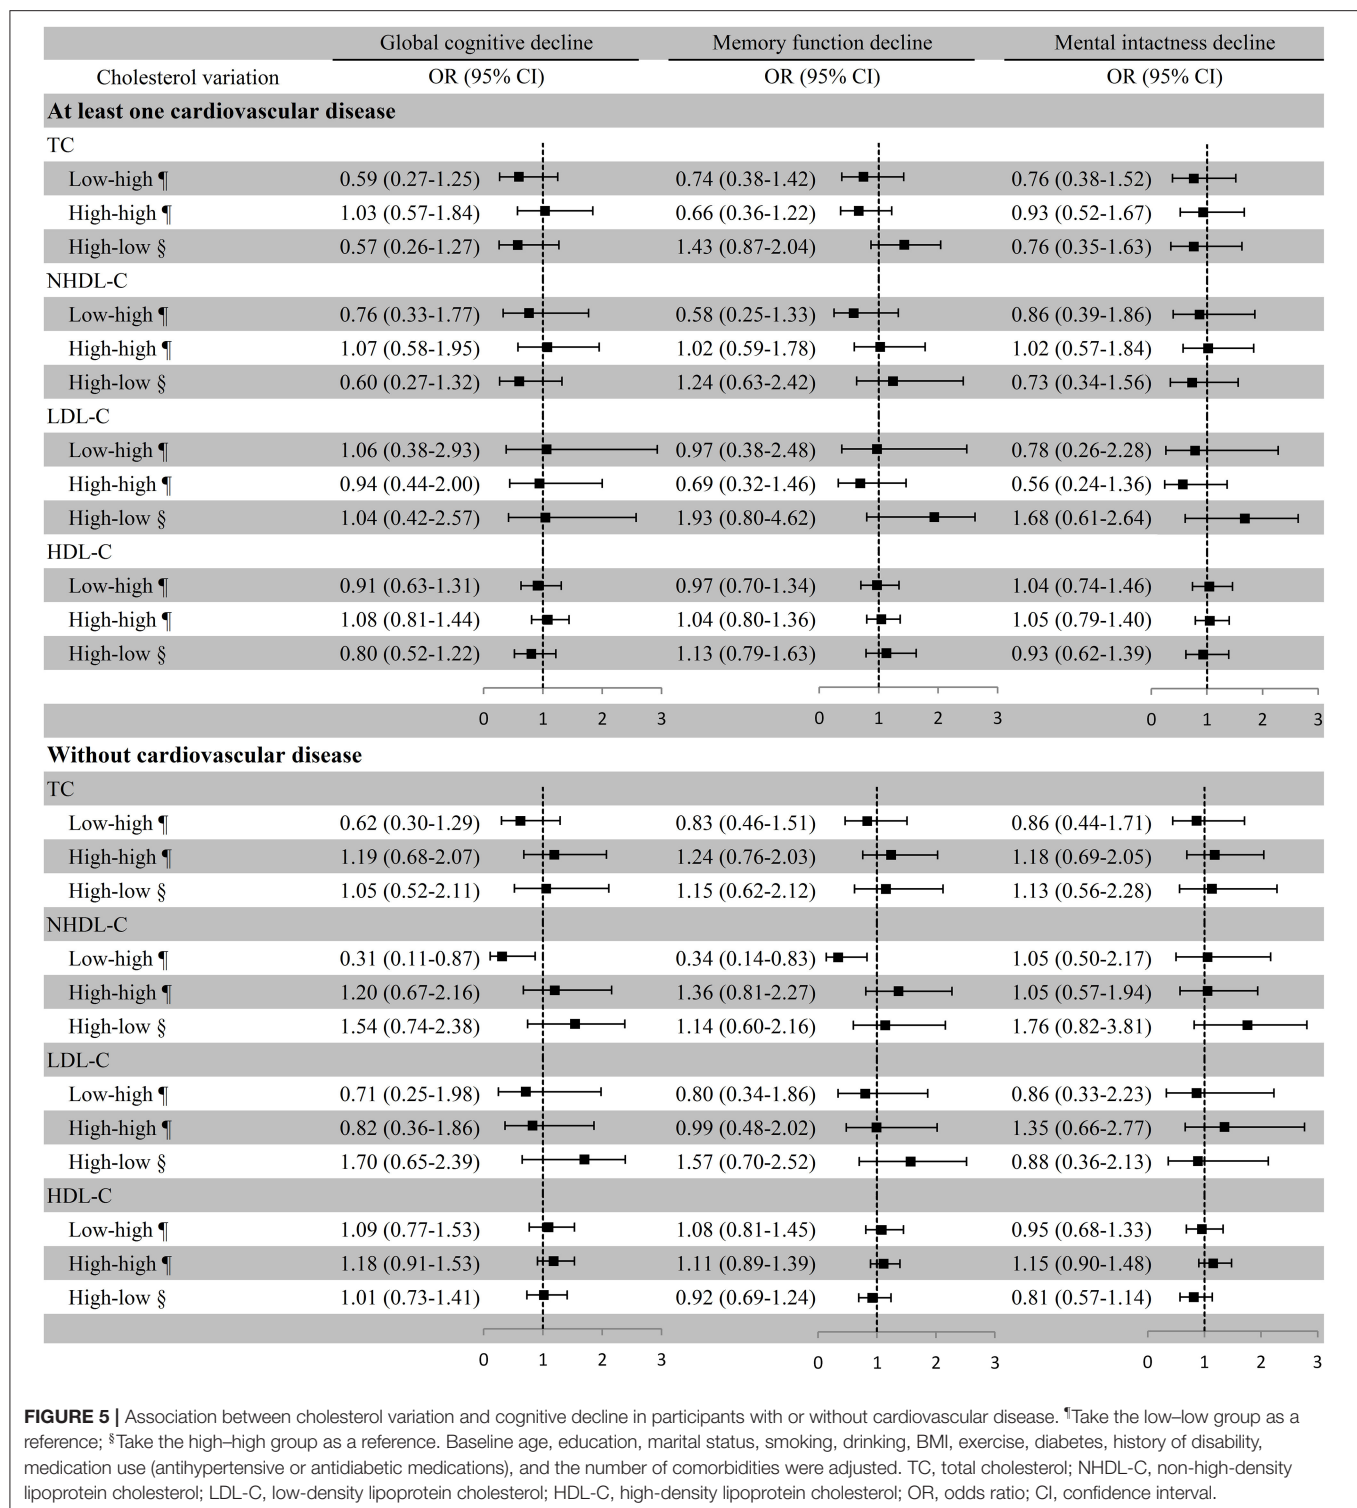 Global cognitive decline Memory function decline Mental intactness decline
Cholesterol variation OR (95% CI) OR (95% CI) OR (95% CI)
At least one cardiovascular disease
TC
Low-high ¶ 0.59 (0.27-1.25) 0.74 (0.38-1.42) 0.76 (0.38-1.52)
High-high ¶ 1.03 (0.57-1.84) 0.66 (0.36-1.22) 0.93 (0.52-1.67)
High-low § 0.57 (0.26-1.27) 1.43 (0.87-2.04) 0.76 (0.35-1.63)
NHDL-C
Low-high ¶ 0.76 (0.33-1.77) 0.58 (0.25-1.33) 0.86 (0.39-1.86)
High-high ¶ 1.07 (0.58-1.95) 1.02 (0.59-1.78) 1.02 (0.57-1.84)
High-low § 0.60 (0.27-1.32) 1.24 (0.63-2.42) 0.73 (0.34-1.56)
LDL-C
Low-high ¶ 1.06 (0.38-2.93) 0.97 (0.38-2.48) 0.78 (0.26-2.28)
High-high ¶ 0.94 (0.44-2.00) 0.69 (0.32-1.46) 0.56 (0.24-1.36)
High-low § 1.04 (0.42-2.57) 1.93 (0.80-4.62) 1.68 (0.61-2.64)
HDL-C
Low-high ¶ 0.91 (0.63-1.31) 0.97 (0.70-1.34) 1.04 (0.74-1.46)
High-high ¶ 1.08 (0.81-1.44) 1.04 (0.80-1.36) 1.05 (0.79-1.40)
High-low § 0.80 (0.52-1.22) 1.13 (0.79-1.63) 0.93 (0.62-1.39)
0 1 2 3 0 1 2 3 0 1 2 3
Without cardiovascular disease
TC
Low-high ¶ 0.62 (0.30-1.29) 0.83 (0.46-1.51) 0.86 (0.44-1.71)
High-high ¶ 1.19 (0.68-2.07) 1.24 (0.76-2.03) 1.18 (0.69-2.05)
High-low § 1.05 (0.52-2.11) 1.15 (0.62-2.12) 1.13 (0.56-2.28)
NHDL-C
Low-high ¶ 0.31 (0.11-0.87) 0.34 (0.14-0.83) 1.05 (0.50-2.17)
High-high ¶ 1.20 (0.67-2.16) 1.36 (0.81-2.27) 1.05 (0.57-1.94)
High-low § 1.54 (0.74-2.38) 1.14 (0.60-2.16) 1.76 (0.82-3.81)
LDL-C
Low-high ¶ 0.71 (0.25-1.98) 0.80 (0.34-1.86) 0.86 (0.33-2.23)
High-high ¶ 0.82 (0.36-1.86) 0.99 (0.48-2.02) 1.35 (0.66-2.77)
High-low § 1.70 (0.65-2.39) 1.57 (0.70-2.52) 0.88 (0.36-2.13)
HDL-C
Low-high ¶ 1.09 (0.77-1.53) 1.08 (0.81-1.45) 0.95 (0.68-1.33)
High-high ¶ 1.18 (0.91-1.53) 1.11 (0.89-1.39) 1.15 (0.90-1.48)
High-low § 1.01 (0.73-1.41) 0.92 (0.69-1.24) 0.81 (0.57-1.14)
0 1 2 3 0 1 2 3 0 1 2 3
FIGURE 5 | Association between cholesterol variation and cognitive decline in participants with or without cardiovascular disease. ¶Take the low–low group as a
reference; §Take the high–high group as a reference. Baseline age, education, marital status, smoking, drinking, BMI, exercise, diabetes, history of disability,
medication use (antihypertensive or antidiabetic medications), and the number of comorbidities were adjusted. TC, total cholesterol; NHDL-C, non-high-density
lipoprotein cholesterol; LDL-C, low-density lipoprotein cholesterol; HDL-C, high-density lipoprotein cholesterol; OR, odds ratio; CI, confidence interval.